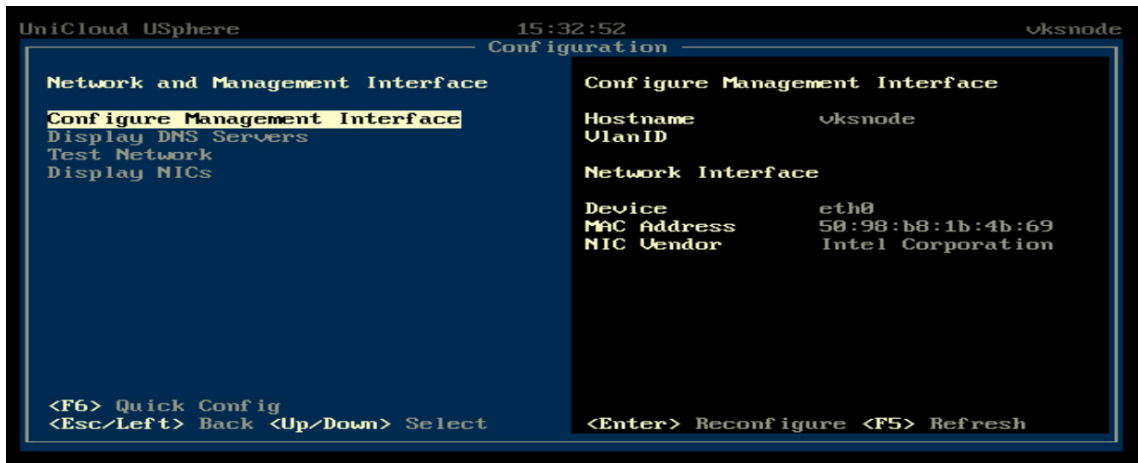 UniCloud USphere 15:32:52 vksnode
Configuration
Network and Management Interface
Configure Management Interface
Display DNS Servers
Test Network
Display NICs
<F6> Quick Config
<Esc/Left> Back <Up/Down> Select
Configure Management Interface
Hostname vksnode
VlanID
Network Interface
Device eth0
MAC Address 50:98:b8:1b:4b:69
NIC Vendor Intel Corporation
<Enter> Reconfigure <F5> Refresh